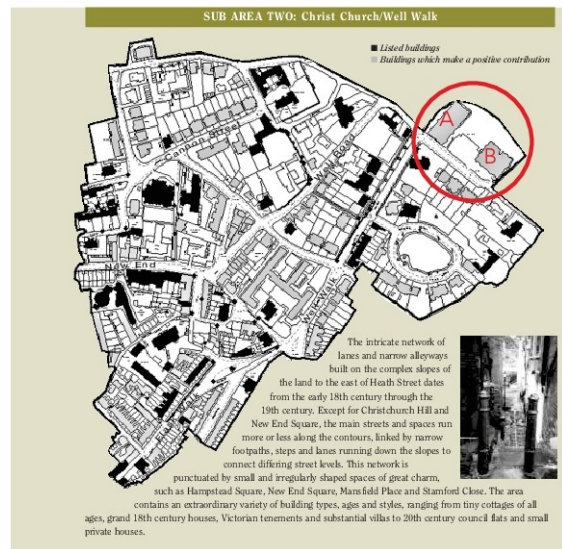 SUB AREA TWO: Christ Church/Well Walk
Listed buildings
Buildings which make a positive contribution
A
B
Cannon Street
New End
Well Walk
The intricate network of
lanes and narrow alleyways
built on the complex slopes of
the land to the east of Heath Street dates
from the early 18th century through the
19th century. Except for Christchurch Hill and
New End Square, the main streets and spaces run
more or less along the contours, linked by narrow
footpaths, steps and lanes running down the slopes to
connect differing street levels. This network is
punctuated by small and irregularly shaped spaces of great charm,
such as Hampstead Square, New End Square, Mansfield Place and Stamford Close. The area
contains an extraordinary variety of building types, ages and styles, ranging from tiny cottages of all
ages, grand 18th century houses, Victorian tenements and substantial villas to 20th century council flats and small
private houses.